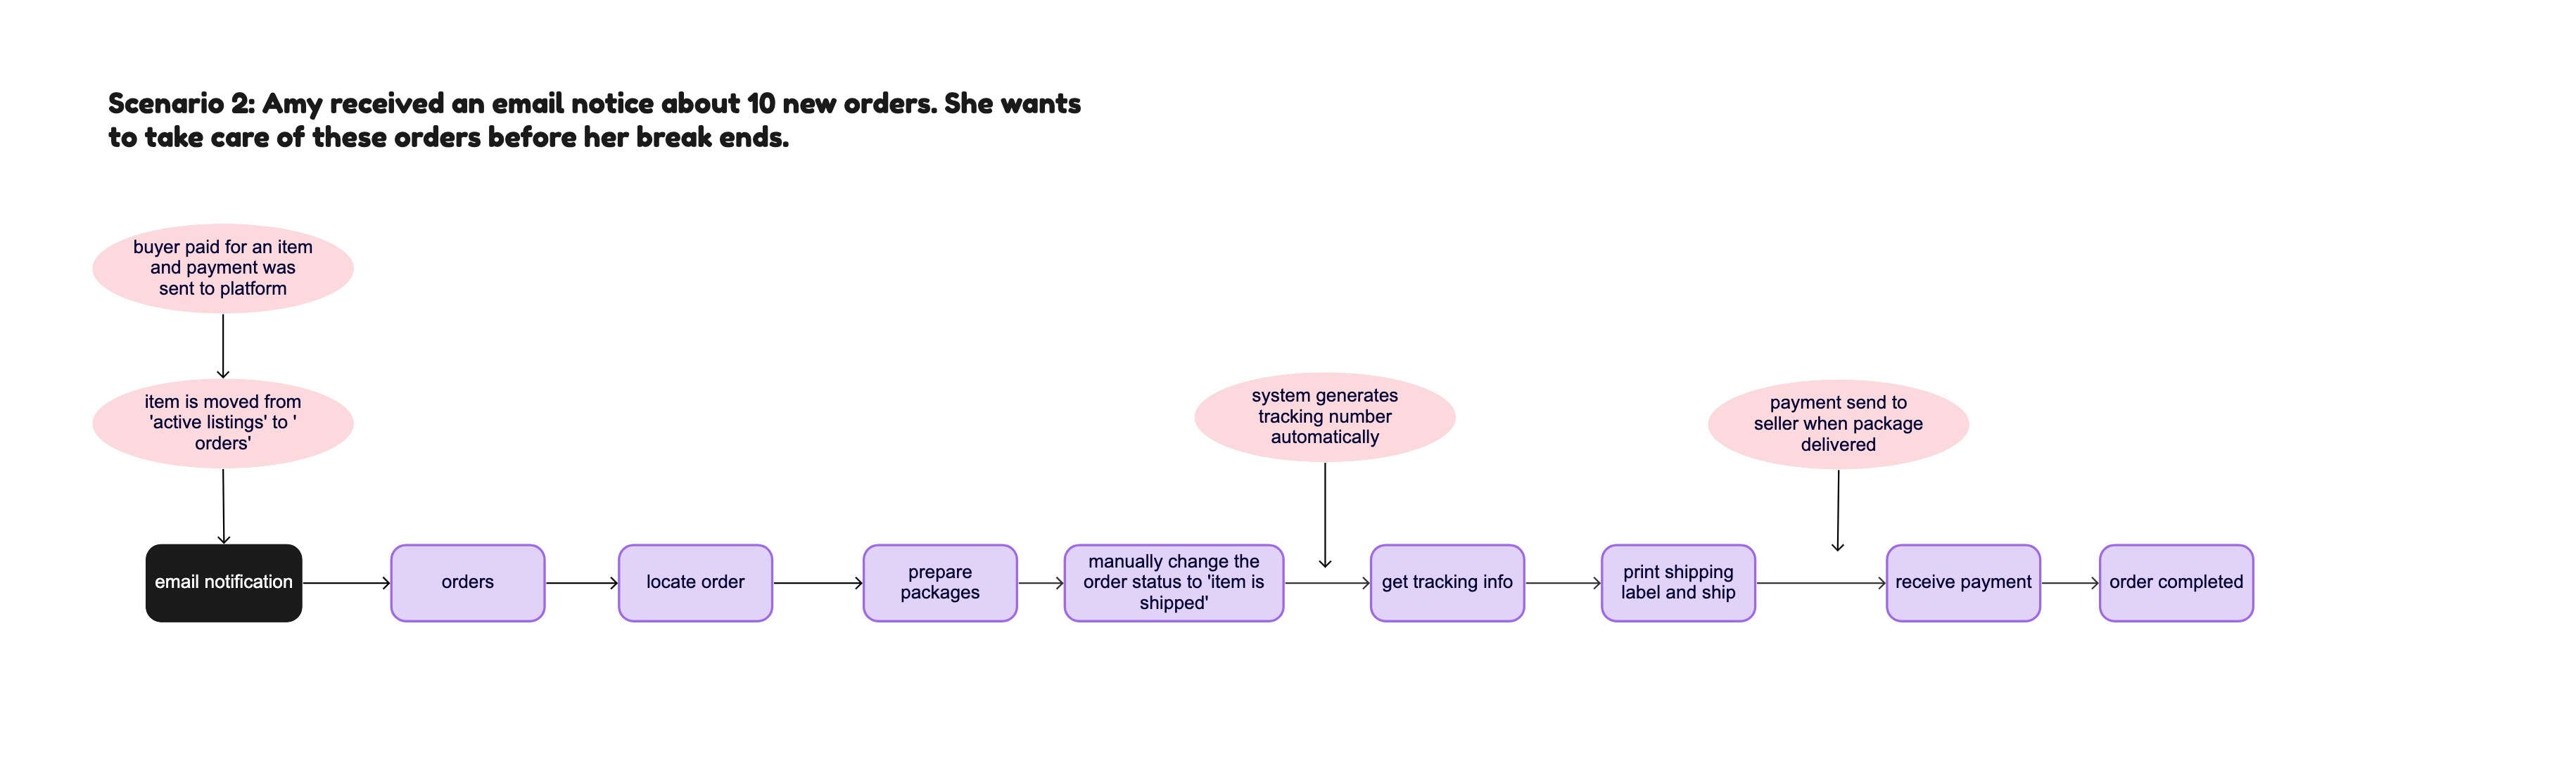 Scenario 2: Amy received an email notice about 10 new orders. She wants
to take care of these orders before her break ends.
buyer paid for an item
and payment was
sent to platform
item is moved from
'active listings' to '
orders'
system generates
tracking number
automatically
payment send to
seller when package
delivered
email notification
orders
locate order
prepare
packages
manually change the
order status to 'item is
shipped'
get tracking info
print shipping
label and ship
receive payment
order completed